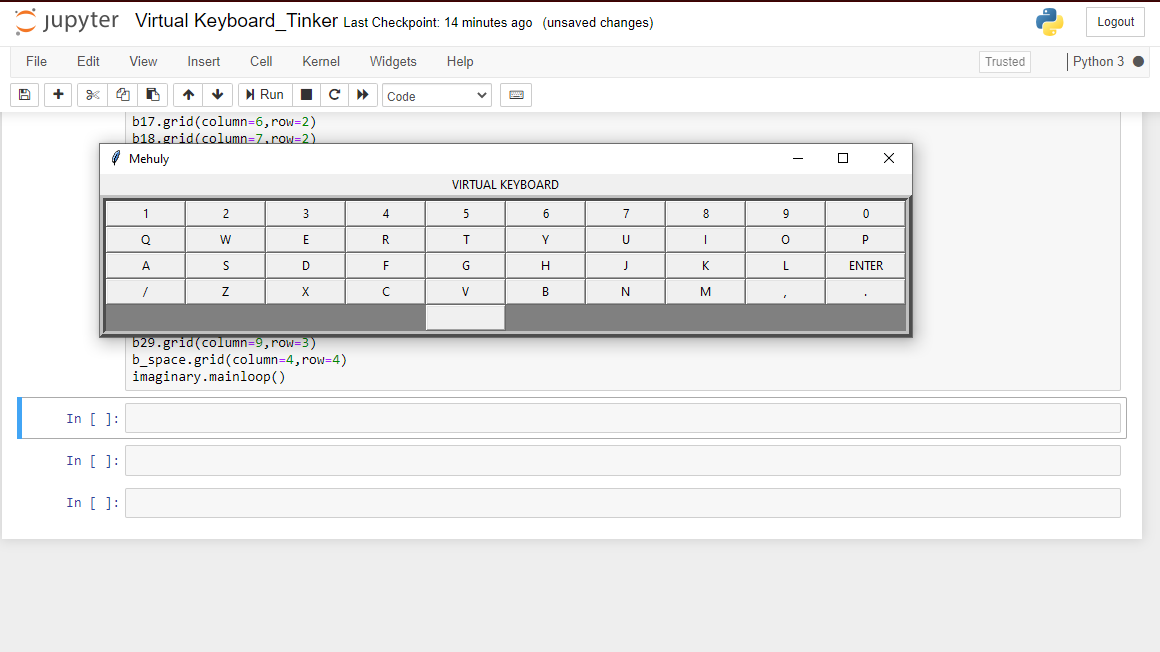 jupyter Virtual Keyboard_Tinker Last Checkpoint: 14 minutes ago (unsaved changes) Logout
File Edit View Insert Cell Kernel Widgets Help Trusted Python 3
Run Code
b17.grid(column=6,row=2)
b18.grid(column=7,row=2)
Mehuly
VIRTUAL KEYBOARD
1 2 3 4 5 6 7 8 9 0
Q W E R T Y U I O P
A S D F G H J K L ENTER
/ Z X C V B N M , .
b29.grid(column=9,row=3)
b_space.grid(column=4,row=4)
imaginary.mainloop()
In [ ]:
In [ ]:
In [ ]: